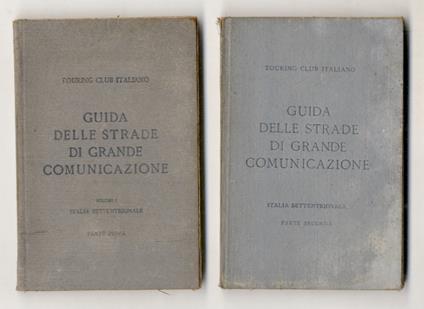 TOURING CLUB ITALIANO
GUIDA
DELLE STRADE
DI GRANDE
COMUNICAZIONE
VOLUME I
ITALIA SETTENTRIONALE
PARTE PRIMA
TOURING CLUB ITALIANO
GUIDA
DELLE STRADE
DI GRANDE
COMUNICAZIONE
ITALIA SETTENTRIONALE
PARTE SECONDA